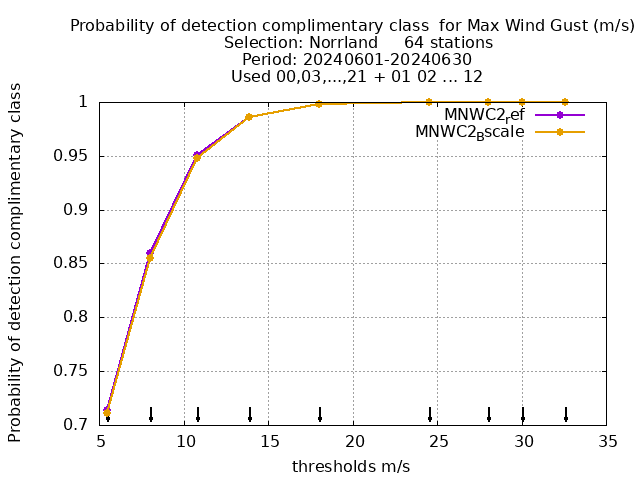 Probability of detection complimentary class  for Max Wind Gust (m/s)
Selection: Norrland     64 stations
Period: 20240601-20240630
Used 00,03,...,21 + 01 02 ... 12
Probability of detection complimentary class
1
0.95
0.9
0.85
0.8
0.75
0.7
MNWC2ref
MNWC2Bscale
5 10 15 20 25 30 35
thresholds m/s